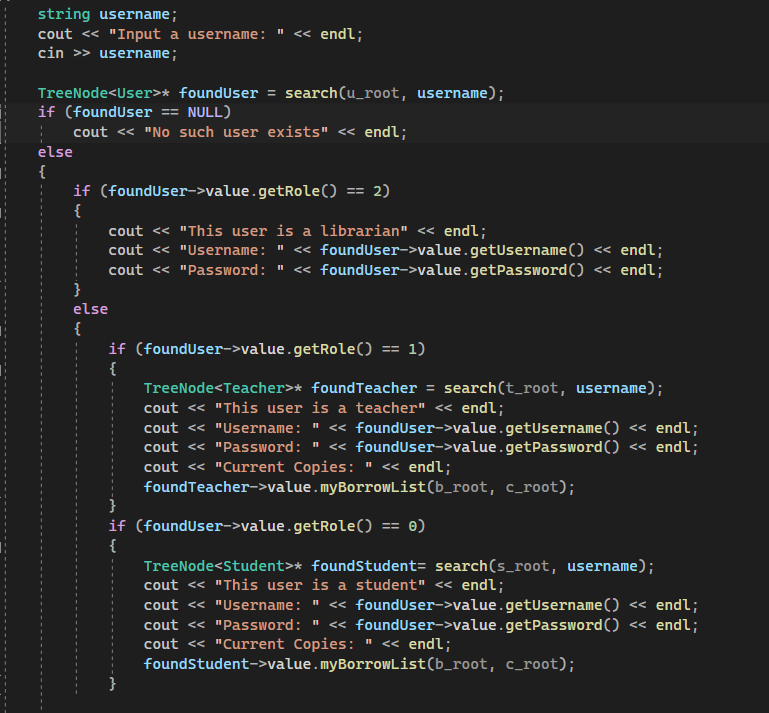 string username;
cout << "Input a username: " << endl;
cin >> username;
TreeNode<User>* foundUser = search(u_root, username);
if (foundUser == NULL)
cout << "No such user exists" << endl;
else
{
if (foundUser->value.getRole() == 2)
{
cout << "This user is a librarian" << endl;
cout << "Username: " << foundUser->value.getUsername() << endl;
cout << "Password: " << foundUser->value.getPassword() << endl;
}
else
{
if (foundUser->value.getRole() == 1)
{
TreeNode<Teacher>* foundTeacher = search(t_root, username);
cout << "This user is a teacher" << endl;
cout << "Username: " << foundUser->value.getUsername() << endl;
cout << "Password: " << foundUser->value.getPassword() << endl;
cout << "Current Copies: " << endl;
foundTeacher->value.myBorrowList(b_root, c_root);
}
if (foundUser->value.getRole() == 0)
{
TreeNode<Student>* foundStudent= search(s_root, username);
cout << "This user is a student" << endl;
cout << "Username: " << foundUser->value.getUsername() << endl;
cout << "Password: " << foundUser->value.getPassword() << endl;
cout << "Current Copies: " << endl;
foundStudent->value.myBorrowList(b_root, c_root);
}